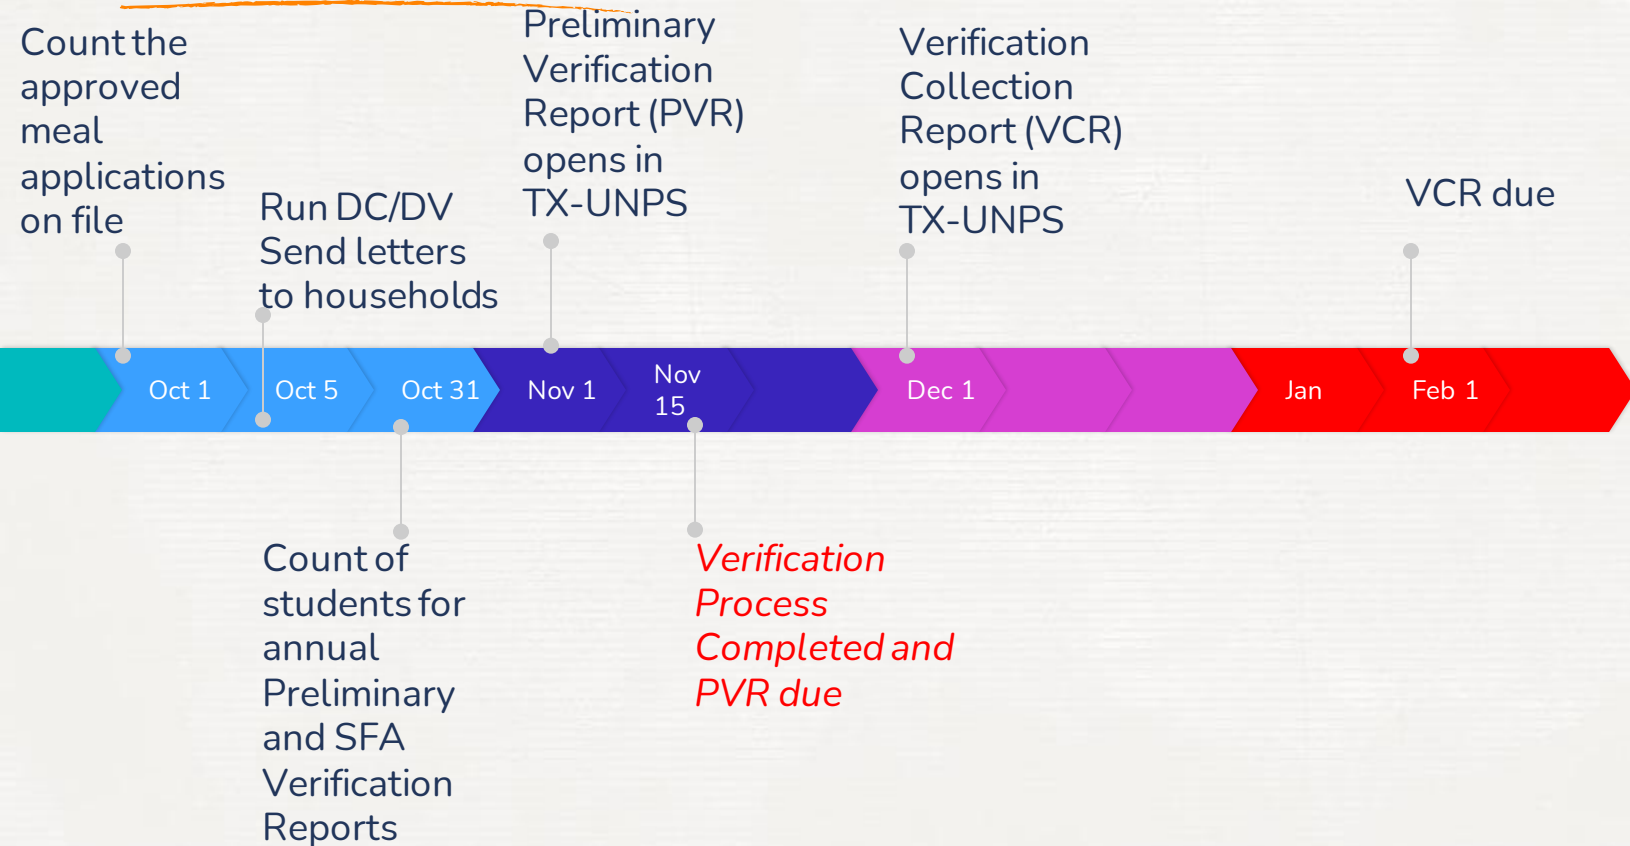 Count the
approved
meal
applications
on file
Run DC/DV
Send letters
to households
Preliminary
Verification
Report (PVR)
opens in
TX-UNPS
Verification
Collection
Report (VCR)
opens in
TX-UNPS
VCR due
Oct 1
Oct 5
Oct 31
Nov 1
Nov
15
Dec 1
Jan
Feb 1
Count of
students for
annual
Preliminary
and SFA
Verification
Reports
Verification
Process
Completed and
PVR due